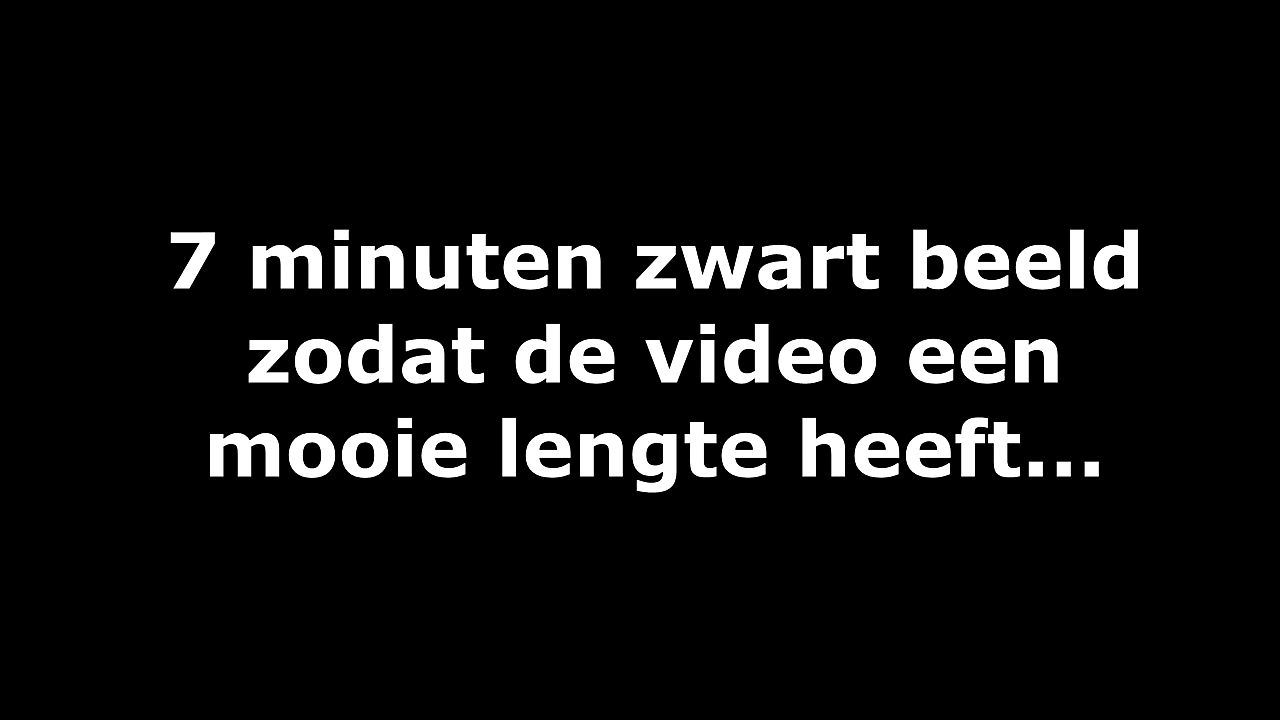 7 minuten zwart beeld
zodat de video een
mooie lengte heeft...